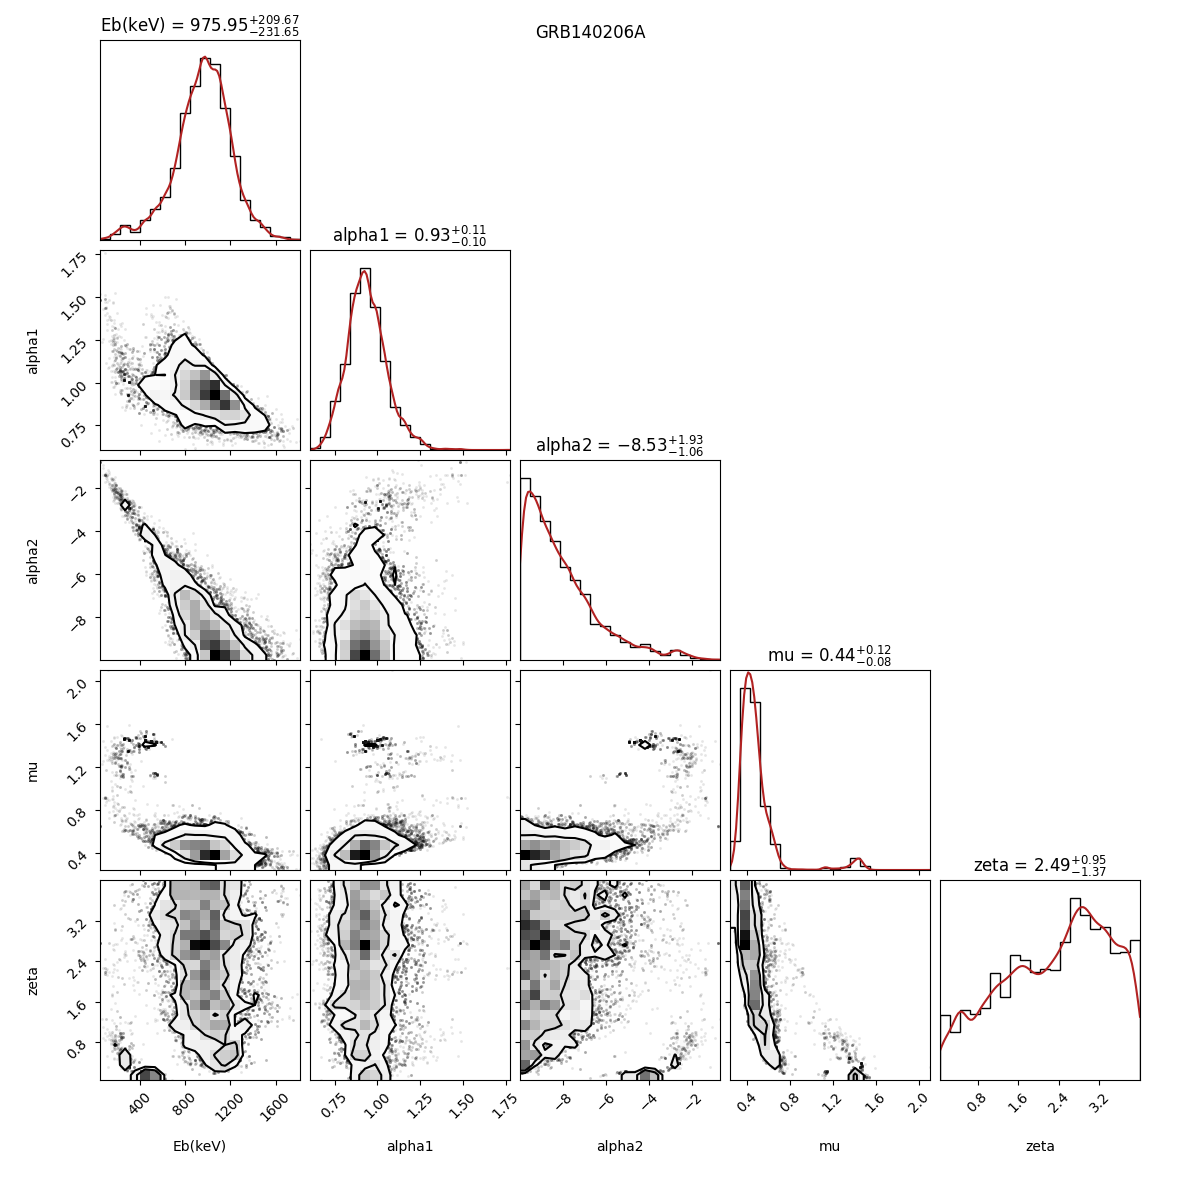 GRB140206A
Eb(keV) = 975.95 +209.67 −231.65
alpha1 = 0.93 +0.11 −0.10
1.75
1.50
1.25
1.00
0.75
alpha1
alpha2 = −8.53 +1.93 −1.06
−2
−4
−6
−8
alpha2
mu = 0.44 +0.12 −0.08
2.0
1.6
1.2
0.8
0.4
mu
zeta = 2.49 +0.95 −1.37
3.2
2.4
1.6
0.8
zeta
400 800 1200 1600
0.75 1.00 1.25 1.50 1.75
−8 −6 −4 −2
0.4 0.8 1.2 1.6 2.0
0.8 1.6 2.4 3.2
Eb(keV) alpha1 alpha2 mu zeta